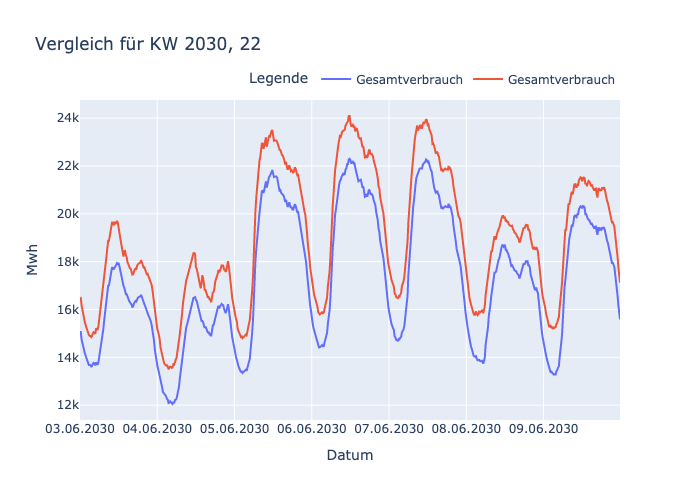 Vergleich für KW 2030, 22
Legende Gesamtverbrauch Gesamtverbrauch
24k
22k
20k
18k
16k
14k
12k
Mwh
03.06.2030 04.06.2030 05.06.2030 06.06.2030 07.06.2030 08.06.2030 09.06.2030
Datum